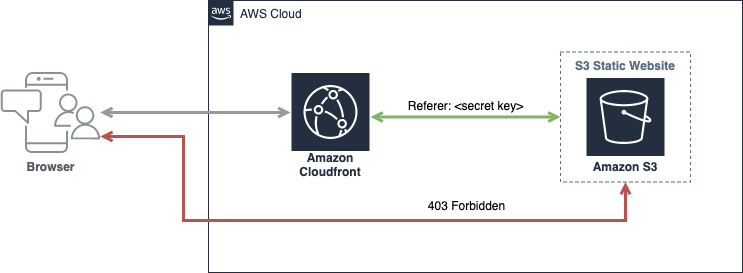 aws
AWS Cloud
S3 Static Website
Referer: <secret key>
Amazon
Cloudfront
Amazon S3
Browser
403 Forbidden